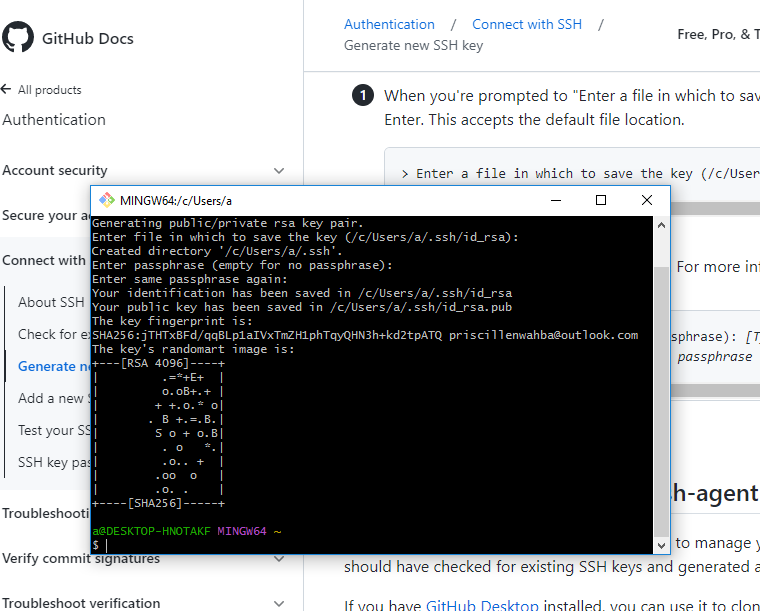 GitHub Docs
All products
Authentication
Account security
Secure your a
Connect with
About SSH
Check for e
Generate ne
Add a new S
Test your SS
SSH key pas
Troubleshooti
Verify commit signatures
Troubleshoot verification
Authentication / Connect with SSH /
Generate new SSH key
Free, Pro, & T
1 When you're prompted to "Enter a file in which to sav
Enter. This accepts the default file location.
> Enter a file in which to save the key (/c/User
For more inf
sphrase): [T
passphrase
h-agent
to manage y
should have checked for existing SSH keys and generated a
If you have GitHub Desktop installed, you can use it to clon
MINGW64:/c/Users/a
Generating public/private rsa key pair.
Enter file in which to save the key (/c/Users/a/.ssh/id_rsa):
Created directory '/c/Users/a/.ssh'.
Enter passphrase (empty for no passphrase):
Enter same passphrase again:
Your identification has been saved in /c/Users/a/.ssh/id_rsa
Your public key has been saved in /c/Users/a/.ssh/id_rsa.pub
The key fingerprint is:
SHA256:jTHTxBFd/qqBLp1aIVxTmZH1phTqyQHN3h+kd2tpATQ priscillenwahba@outlook.com
The key's randomart image is:
+---[RSA 4096]----+
|        .=*+E+  |
|        o.oB+.+ |
|       + +.o.* o|
|      . B +.=.B.|
|       S o + o.B|
|        . o   *.|
|        .o.. +  |
|       .oo  o   |
|       .o. .    |
+----[SHA256]-----+
a@DESKTOP-HNOTAKF MINGW64 ~
$